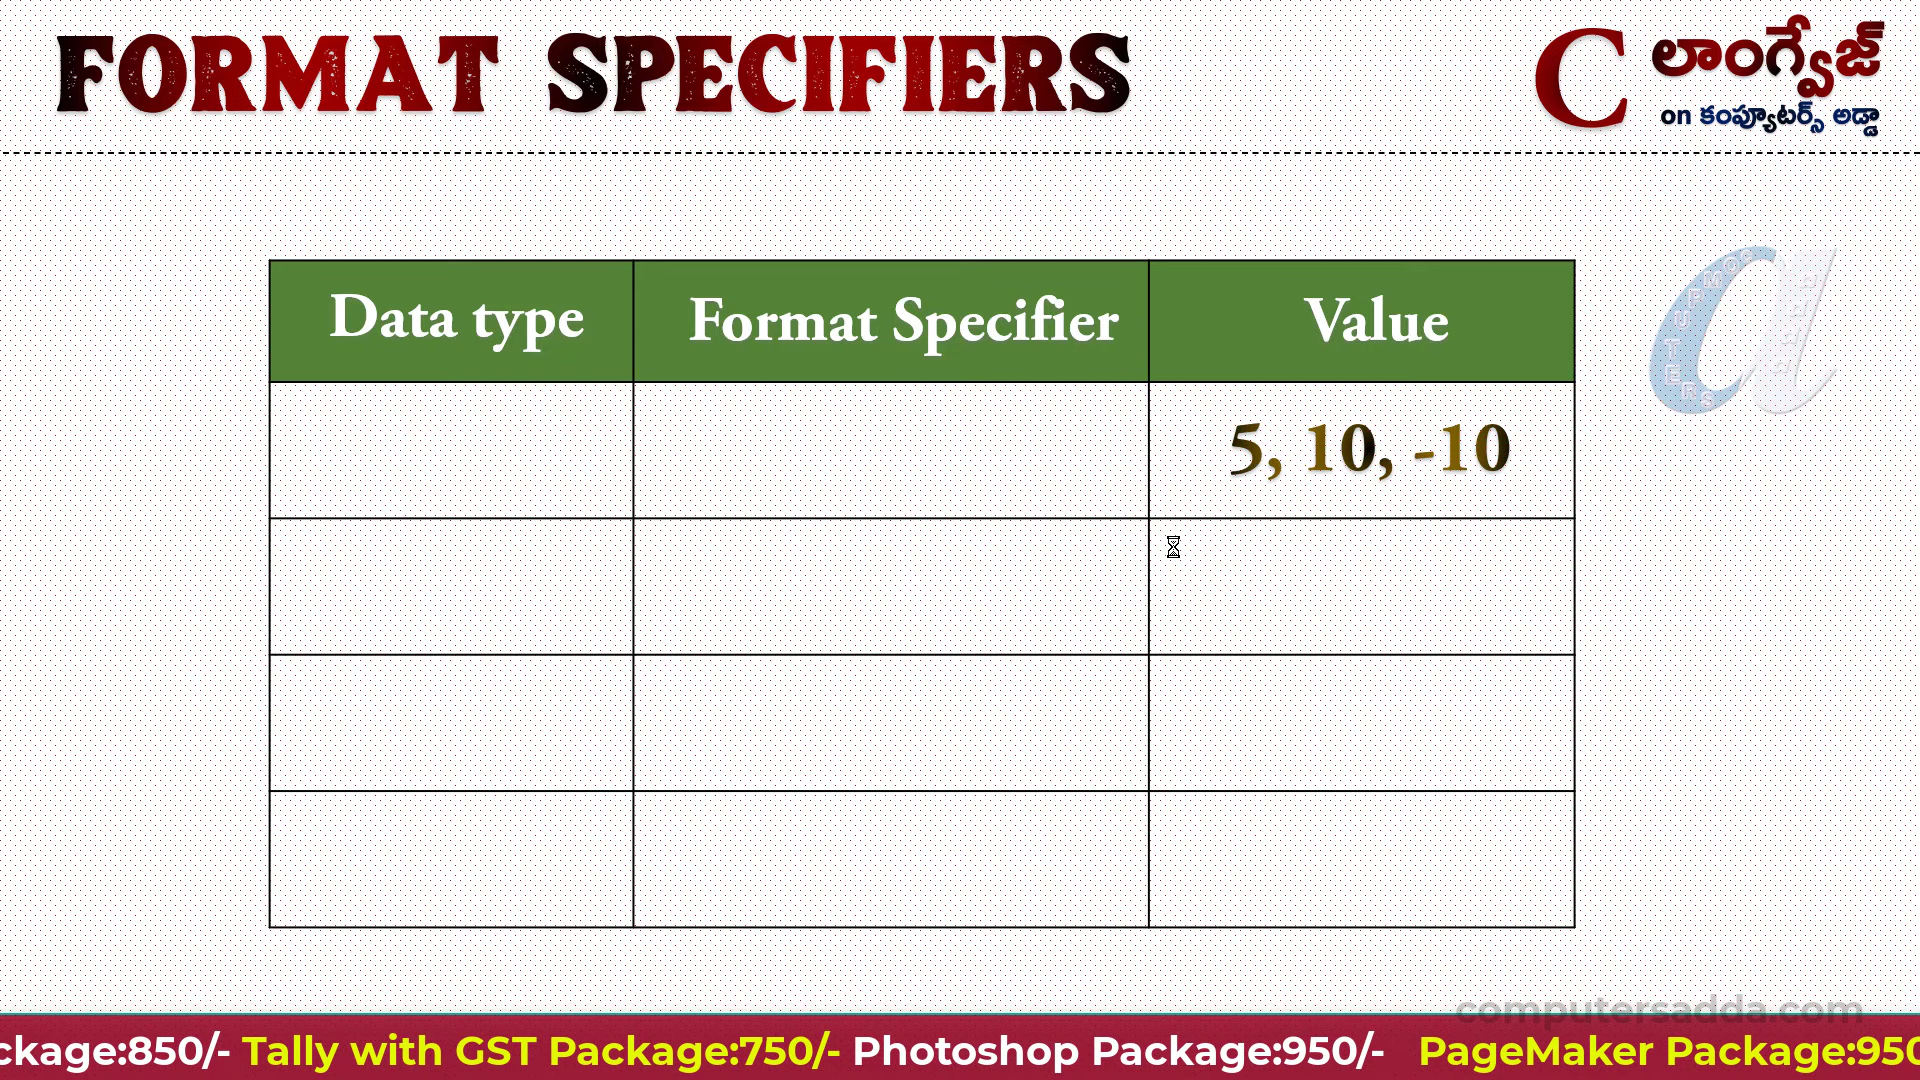 FORMAT SPECIFIERS
C లాంగ్వేజ్
on కంప్యూటర్స్ అడ్డా
COMPUTERS
Data type Format Specifier Value
5, 10, -10
computersadda.com
ckage:850/- Tally with GST Package:750/- Photoshop Package:950/- PageMaker Package:950